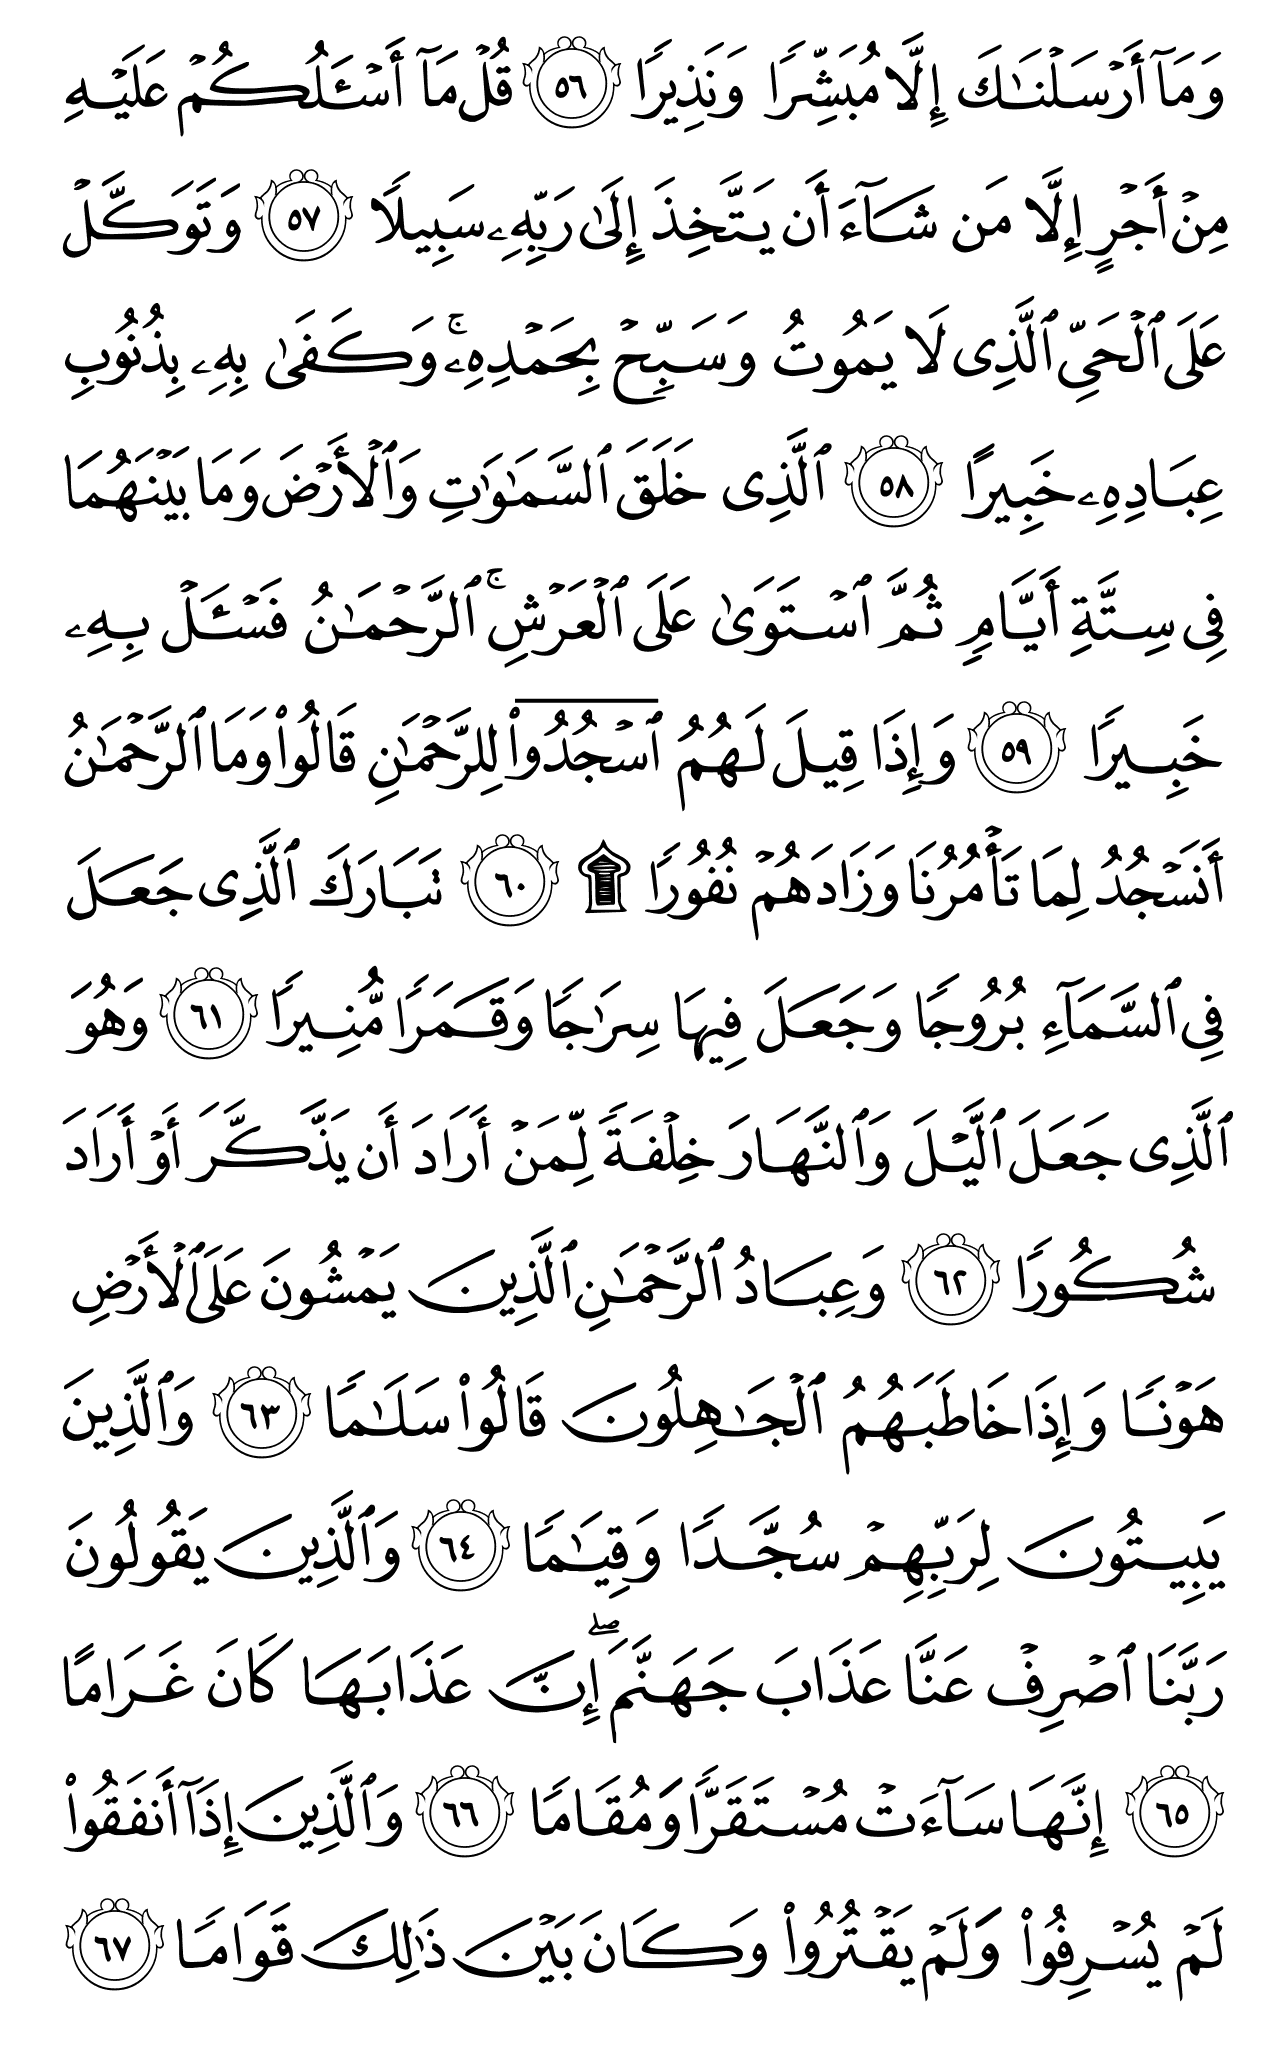 وَمَآ أَرْسَلْنَٰكَ إِلَّا مُبَشِّرًا وَنَذِيرًا ٥٦ قُلْ مَآ أَسْـَٔلُكُمْ عَلَيْهِ
مِنْ أَجْرٍ إِلَّا مَن شَآءَ أَن يَتَّخِذَ إِلَىٰ رَبِّهِۦ سَبِيلًا ٥٧ وَتَوَكَّلْ
عَلَى ٱلْحَىِّ ٱلَّذِى لَا يَمُوتُ وَسَبِّحْ بِحَمْدِهِۦ ۚ وَكَفَىٰ بِهِۦ بِذُنُوبِ
عِبَادِهِۦ خَبِيرًا ٥٨ ٱلَّذِى خَلَقَ ٱلسَّمَٰوَٰتِ وَٱلْأَرْضَ وَمَا بَيْنَهُمَا
فِى سِتَّةِ أَيَّامٍ ثُمَّ ٱسْتَوَىٰ عَلَى ٱلْعَرْشِ ۚ ٱلرَّحْمَٰنُ فَسْـَٔلْ بِهِۦ
خَبِيرًا ٥٩ وَإِذَا قِيلَ لَهُمُ ٱسْجُدُوا۟ لِلرَّحْمَٰنِ قَالُوا۟ وَمَا ٱلرَّحْمَٰنُ
أَنَسْجُدُ لِمَا تَأْمُرُنَا وَزَادَهُمْ نُفُورًا ۩ ٦٠ تَبَارَكَ ٱلَّذِى جَعَلَ
فِى ٱلسَّمَآءِ بُرُوجًا وَجَعَلَ فِيهَا سِرَٰجًا وَقَمَرًا مُّنِيرًا ٦١ وَهُوَ
ٱلَّذِى جَعَلَ ٱلَّيْلَ وَٱلنَّهَارَ خِلْفَةً لِّمَنْ أَرَادَ أَن يَذَّكَّرَ أَوْ أَرَادَ
شُكُورًا ٦٢ وَعِبَادُ ٱلرَّحْمَٰنِ ٱلَّذِينَ يَمْشُونَ عَلَى ٱلْأَرْضِ
هَوْنًا وَإِذَا خَاطَبَهُمُ ٱلْجَٰهِلُونَ قَالُوا۟ سَلَٰمًا ٦٣ وَٱلَّذِينَ
يَبِيتُونَ لِرَبِّهِمْ سُجَّدًا وَقِيَٰمًا ٦٤ وَٱلَّذِينَ يَقُولُونَ
رَبَّنَا ٱصْرِفْ عَنَّا عَذَابَ جَهَنَّمَ ۖ إِنَّ عَذَابَهَا كَانَ غَرَامًا
٦٥ إِنَّهَا سَآءَتْ مُسْتَقَرًّا وَمُقَامًا ٦٦ وَٱلَّذِينَ إِذَآ أَنفَقُوا۟
لَمْ يُسْرِفُوا۟ وَلَمْ يَقْتُرُوا۟ وَكَانَ بَيْنَ ذَٰلِكَ قَوَامًا ٦٧